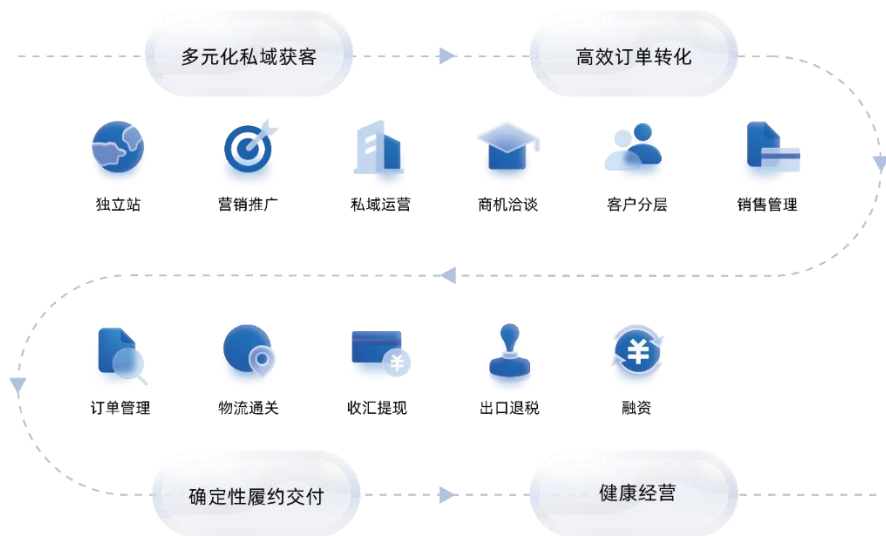 多元化私域获客
高效订单转化
独立站
营销推广
私域运营
商机洽谈
客户分层
销售管理
订单管理
物流通关
收汇提现
出口退税
融资
确定性履约交付
健康经营